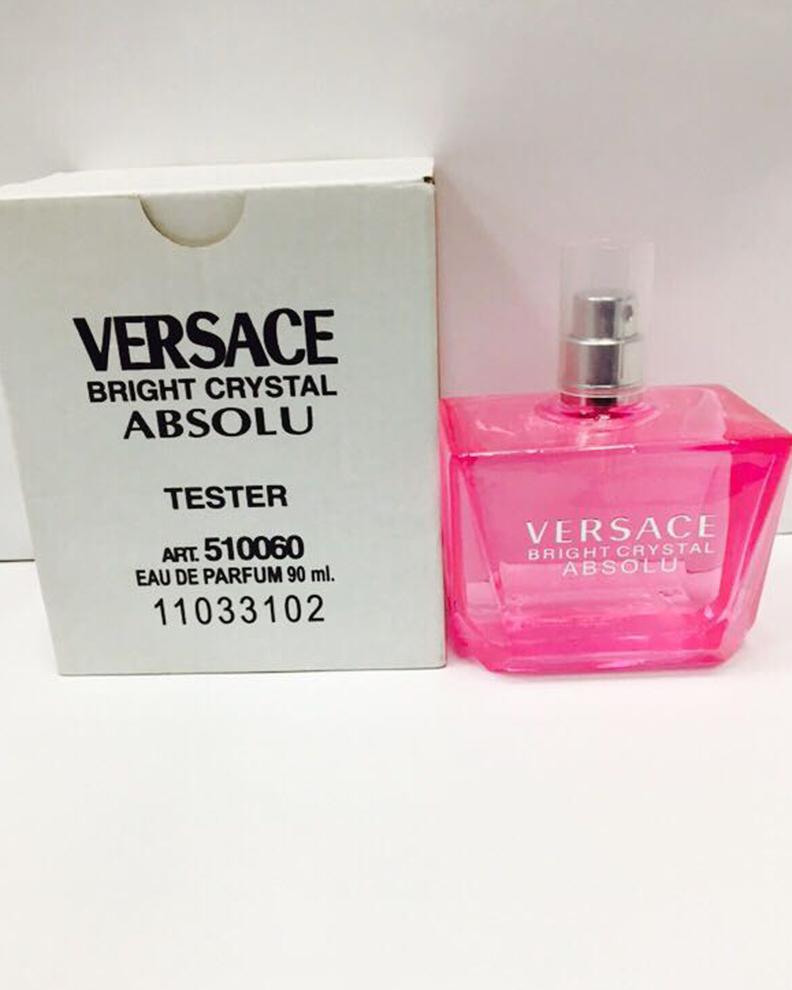 VERSACE
BRIGHT CRYSTAL
ABSOLU
TESTER
ART. 510060
EAU DE PARFUM 90 ml.
11033102
VERSACE
BRIGHT CRYSTAL
ABSOLU